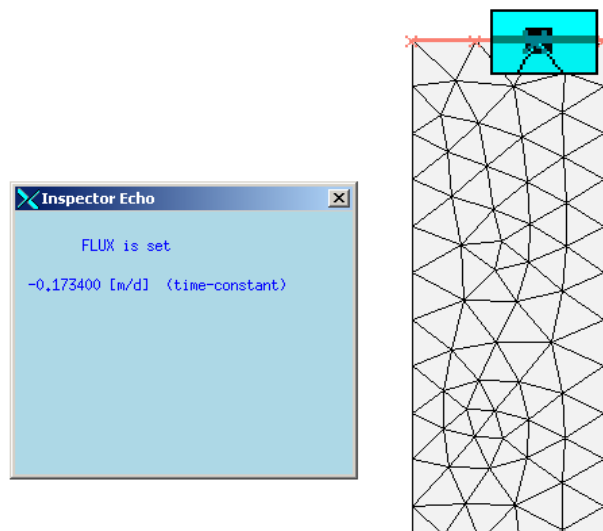 Inspector Echo
FLUX is set
-0.173400 [m/d] (time-constant)